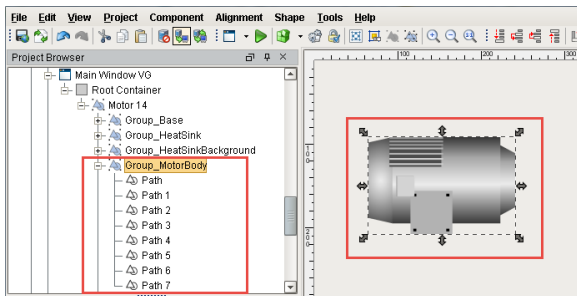 File Edit View Project Component Alignment Shape Tools Help
Project Browser
Main Window VG
Root Container
Motor 14
Group_Base
Group_HeatSink
Group_HeatSinkBackground
Group_MotorBody
Path
Path 1
Path 2
Path 3
Path 4
Path 5
Path 6
Path 7
100 200 300